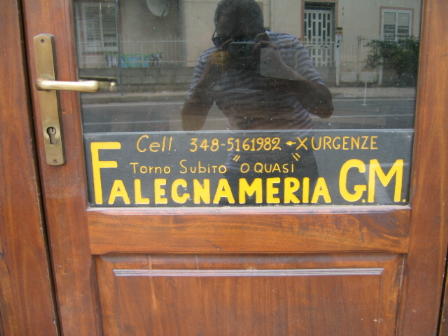 Cell. 348-5161982 -X URGENZE
Torno Subito "O QUASI"
FALEGNAMERIA G.M.